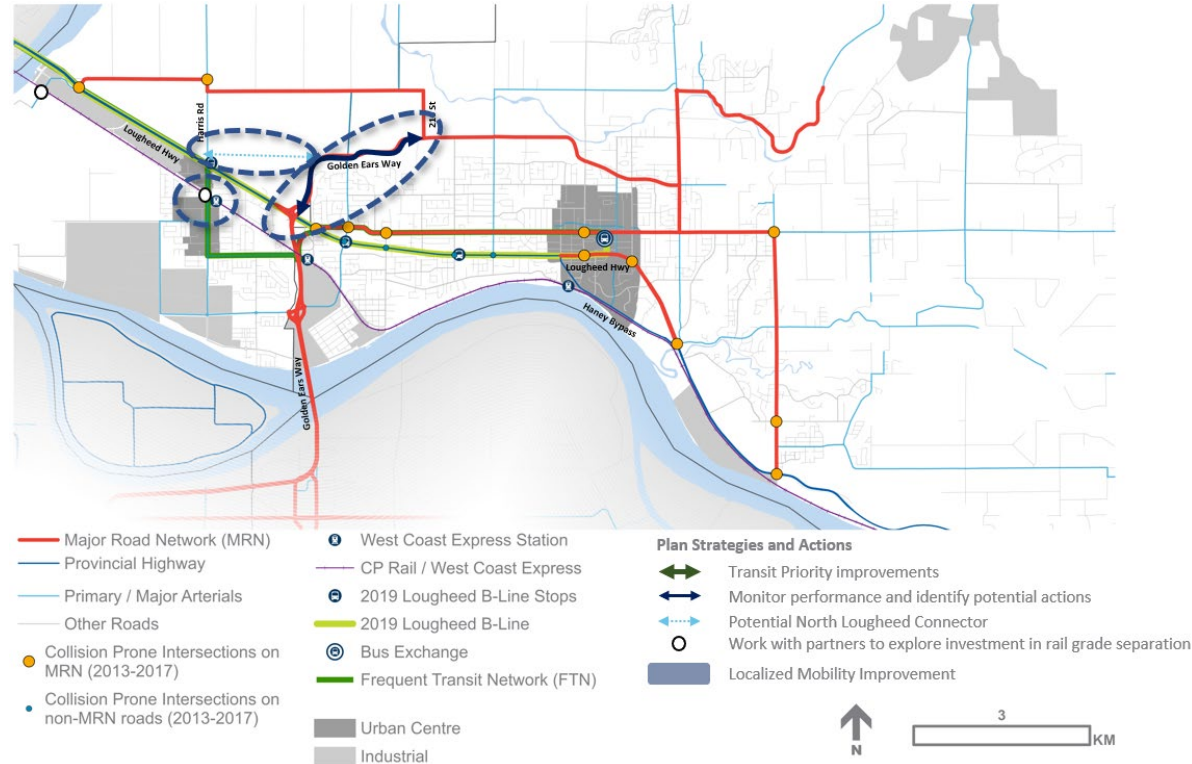 Harris Rd
Lougheed Hwy
210 St
Golden Ears Way
Lougheed Hwy
Haney Bypass
Golden Ears Way
Major Road Network (MRN)
Provincial Highway
Primary / Major Arterials
Other Roads
Collision Prone Intersections on
MRN (2013-2017)
Collision Prone Intersections on
non-MRN roads (2013-2017)
West Coast Express Station
CP Rail / West Coast Express
2019 Lougheed B-Line Stops
2019 Lougheed B-Line
Bus Exchange
Frequent Transit Network (FTN)
Urban Centre
Industrial
Plan Strategies and Actions
Transit Priority improvements
Monitor performance and identify potential actions
Potential North Lougheed Connector
Work with partners to explore investment in rail grade separation
Localized Mobility Improvement
N
3
KM